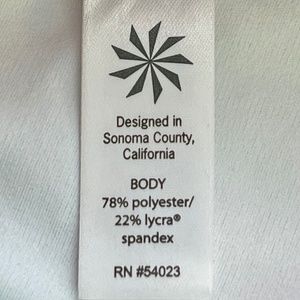 Designed in
Sonoma County,
California
BODY
78% polyester/
22% lycra®
spandex
RN #54023